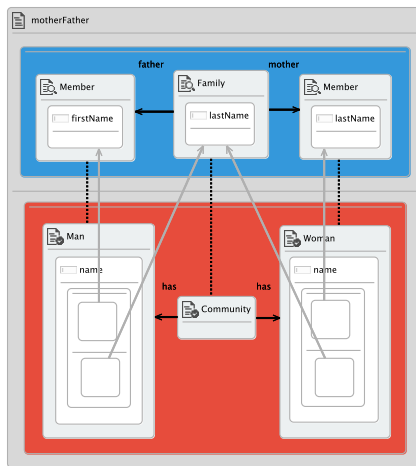 motherFather
father
mother
Member
Family
Member
firstName
lastName
lastName
Man
Woman
name
name
has
has
Community